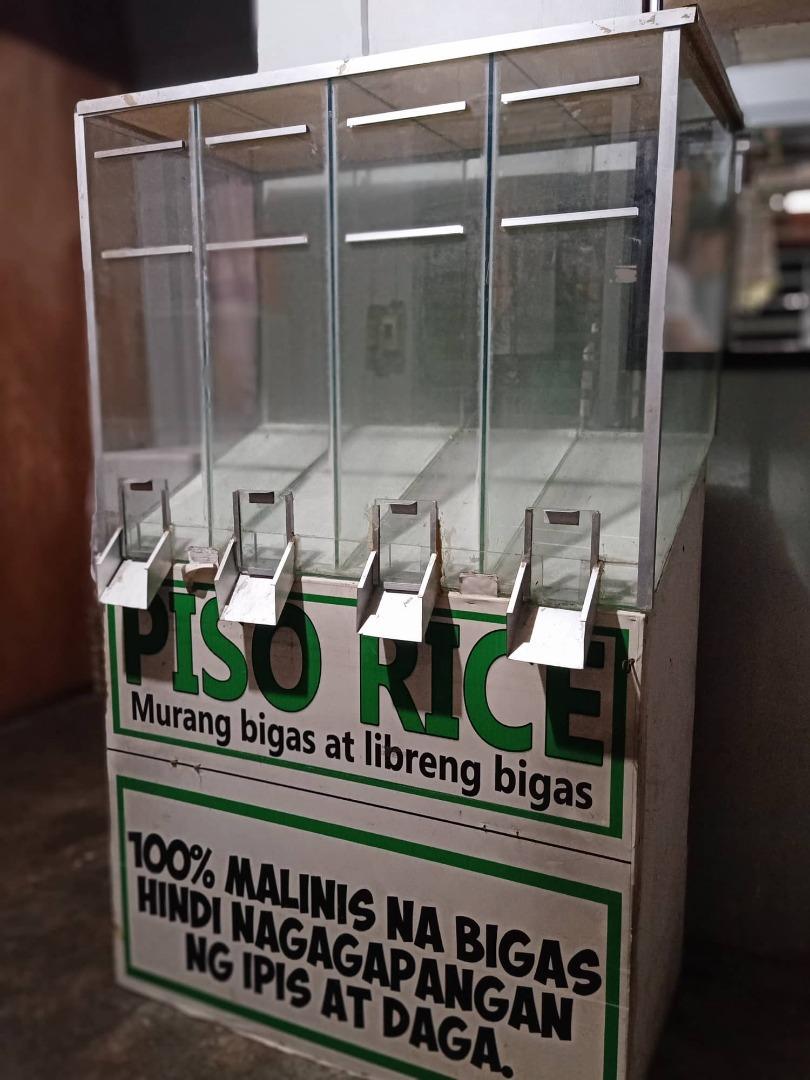 PISO RICE
Murang bigas at libreng bigas
100% MALINIS NA BIGAS
HINDI NAGAGAPANGAN
NG IPIS AT DAGA.